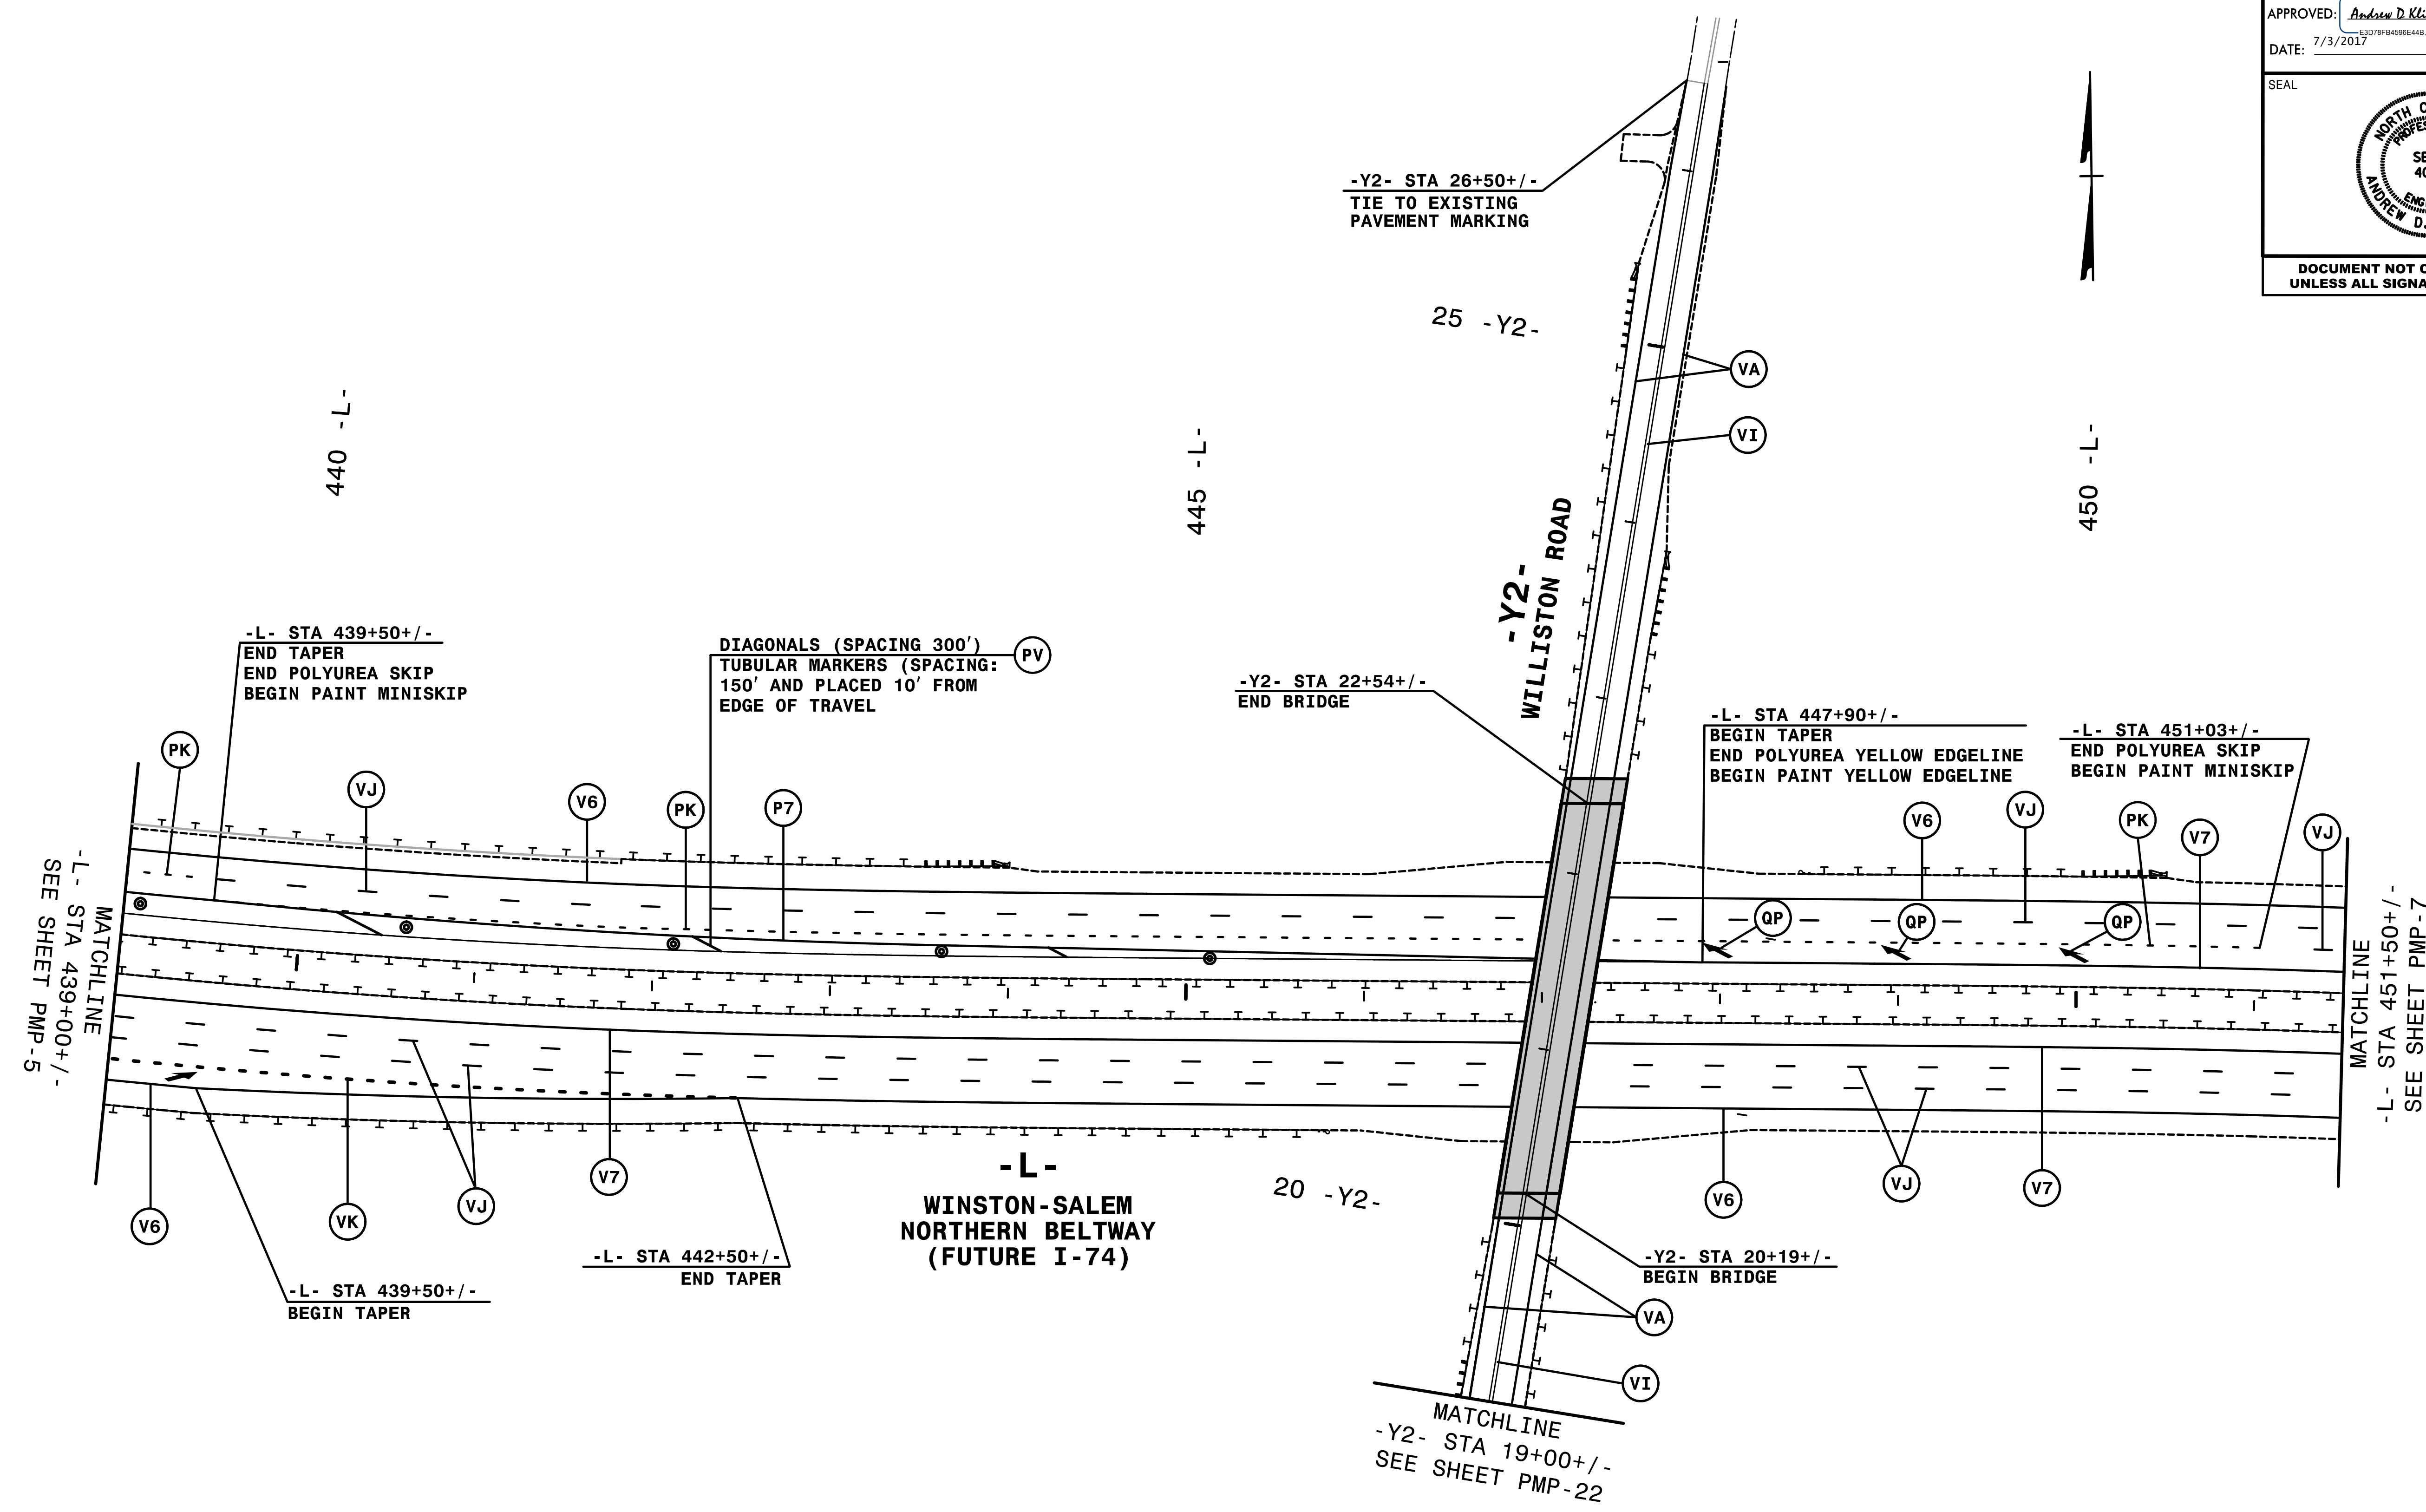 APPROVED:
Andrew D Kli
E3D78FB4596E44B
DATE: 7/3/2017
SEAL
NORTH C
PROFES
SE
40
ENG
ANDREW D.
DOCUMENT NOT C
UNLESS ALL SIGNA
-Y2- STA 26+50+/-
TIE TO EXISTING
PAVEMENT MARKING
25 -Y2-
VA
VI
440 -L-
445 -L-
450 -L-
-Y2-
WILLISTON ROAD
-L- STA 439+50+/-
END TAPER
END POLYUREA SKIP
BEGIN PAINT MINISKIP
DIAGONALS (SPACING 300')
TUBULAR MARKERS (SPACING:
150' AND PLACED 10' FROM
EDGE OF TRAVEL
PV
-Y2- STA 22+54+/-
END BRIDGE
-L- STA 447+90+/-
BEGIN TAPER
END POLYUREA YELLOW EDGELINE
BEGIN PAINT YELLOW EDGELINE
-L- STA 451+03+/-
END POLYUREA SKIP
BEGIN PAINT MINISKIP
PK
VJ
V6
PK
P7
V6
VJ
PK
V7
VJ
QP
QP
QP
MATCHLINE
-L- STA 439+00+/-
SEE SHEET PMP-5
MATCHLINE
-L- STA 451+50+/-
SEE SHEET PMP-7
V6
VK
VJ
V7
-L-
WINSTON-SALEM
NORTHERN BELTWAY
(FUTURE I-74)
20 -Y2-
V6
VJ
V7
-L- STA 442+50+/-
END TAPER
-L- STA 439+50+/-
BEGIN TAPER
-Y2- STA 20+19+/-
BEGIN BRIDGE
VA
VI
MATCHLINE
-Y2- STA 19+00+/-
SEE SHEET PMP-22